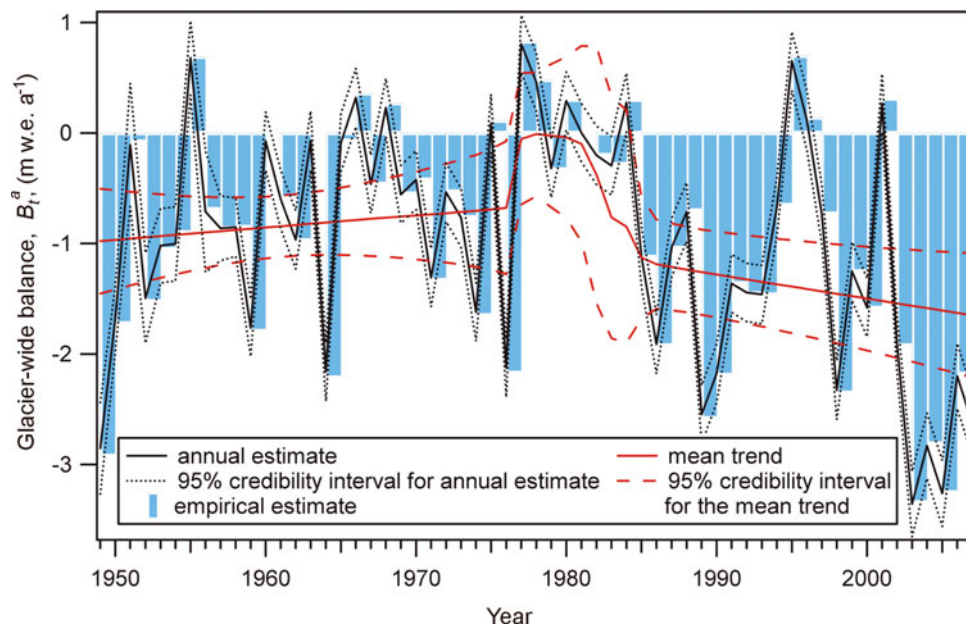 Glacier-wide balance, Bₜᵃ, (m w.e. a⁻¹)
1
0
-1
-2
-3
annual estimate
95% credibility interval for annual estimate
empirical estimate
mean trend
95% credibility interval
for the mean trend
1950 1960 1970 1980 1990 2000
Year